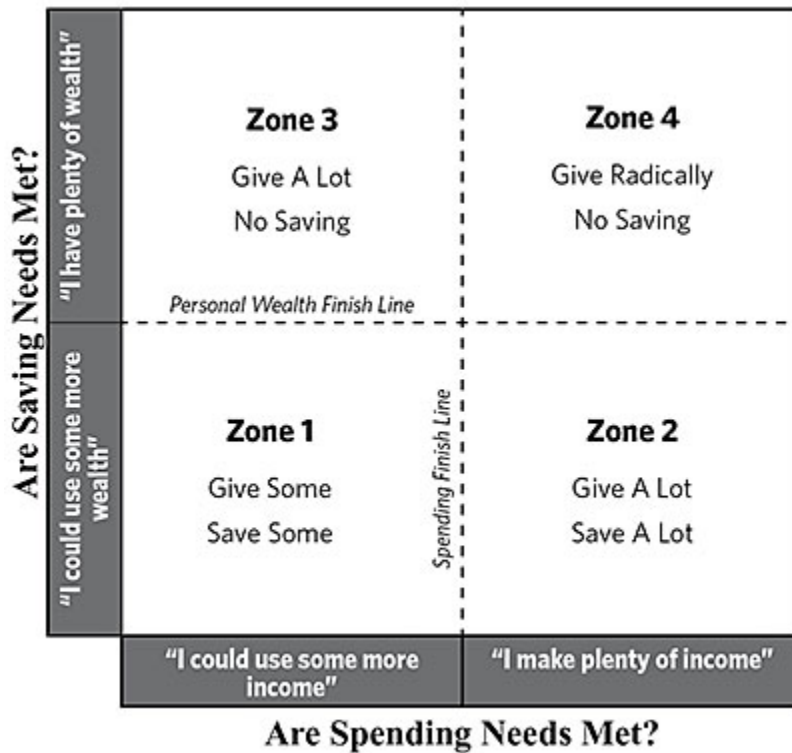 Are Saving Needs Met?
"I have plenty of wealth"
"I could use some more
wealth"
Zone 3
Give A Lot
No Saving
Zone 4
Give Radically
No Saving
Personal Wealth Finish Line
Zone 1
Give Some
Save Some
Spending Finish Line
Zone 2
Give A Lot
Save A Lot
"I could use some more
income"
"I make plenty of income"
Are Spending Needs Met?